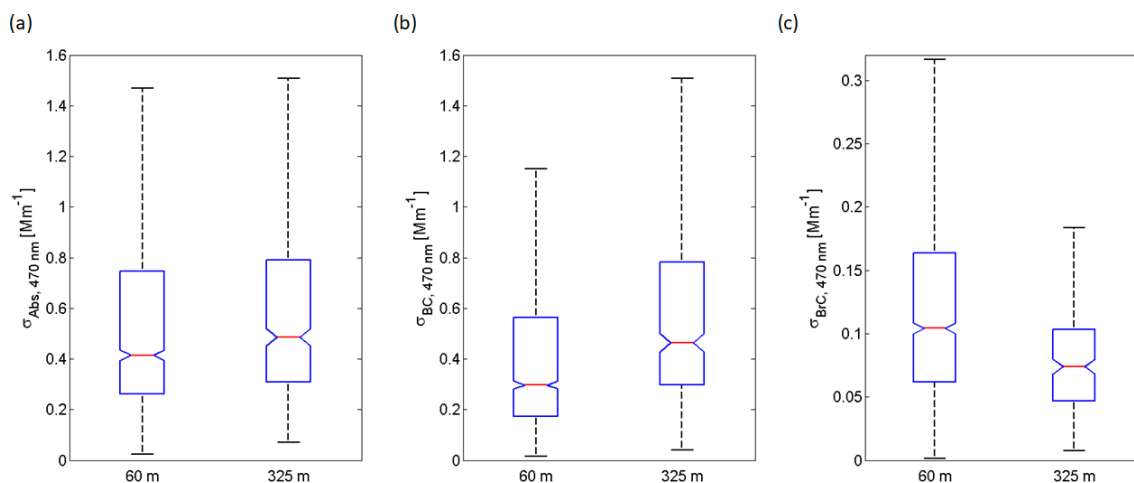 (a)
(b)
(c)
1.6
1.4
1.2
1
0.8
0.6
0.4
0.2
0
σAbs, 470 nm [Mm-1]
60 m
325 m
1.6
1.4
1.2
1
0.8
0.6
0.4
0.2
0
σBC, 470 nm [Mm-1]
60 m
325 m
0.3
0.25
0.2
0.15
0.1
0.05
0
σBrC, 470 nm [Mm-1]
60 m
325 m